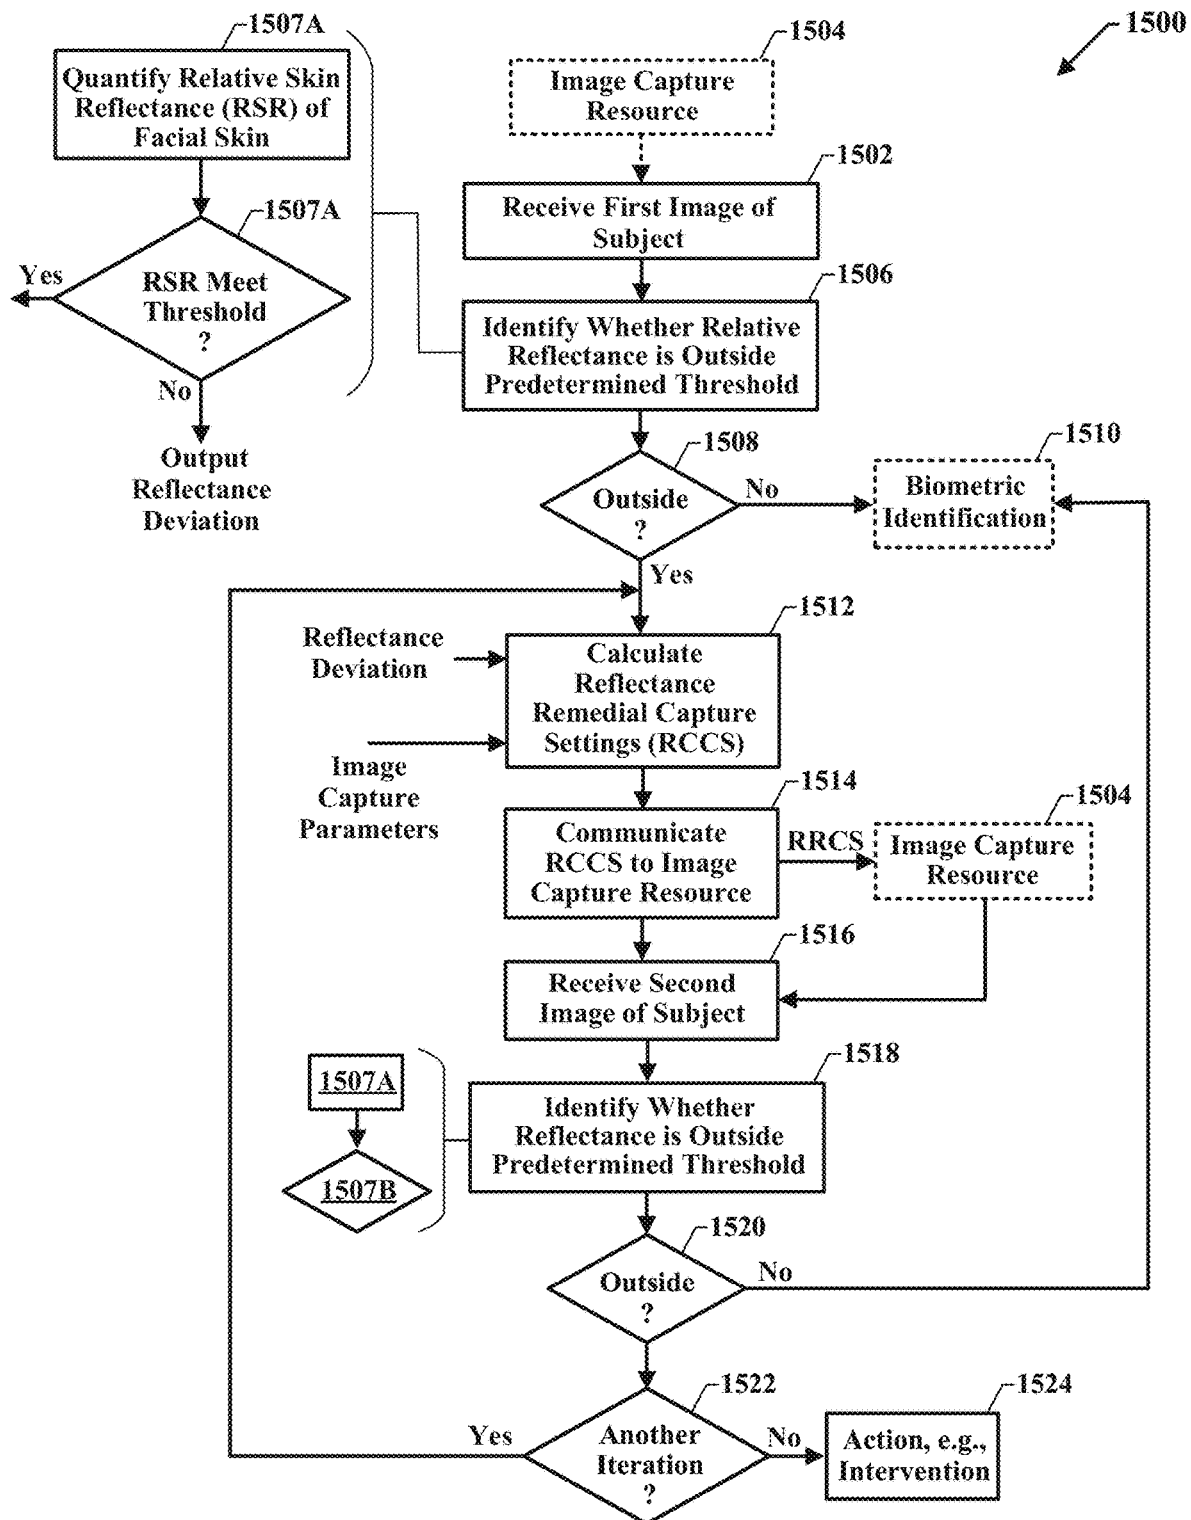 1500
1507A
Quantify Relative Skin
Reflectance (RSR) of
Facial Skin
1507A
RSR Meet
Threshold
?
Yes
No
Output
Reflectance
Deviation
1504
Image Capture
Resource
1502
Receive First Image of
Subject
1506
Identify Whether Relative
Reflectance is Outside
Predetermined Threshold
1508
Outside
?
No
Yes
1510
Biometric
Identification
1512
Reflectance
Deviation
Calculate
Reflectance
Remedial Capture
Settings (RCCS)
Image
Capture
Parameters
1514
Communicate
RCCS to Image
Capture Resource
RRCS
1504
Image Capture
Resource
1516
Receive Second
Image of Subject
1518
1507A
1507B
Identify Whether
Reflectance is Outside
Predetermined Threshold
1520
Outside
?
No
1522
Another
Iteration
?
Yes
No
1524
Action, e.g.,
Intervention